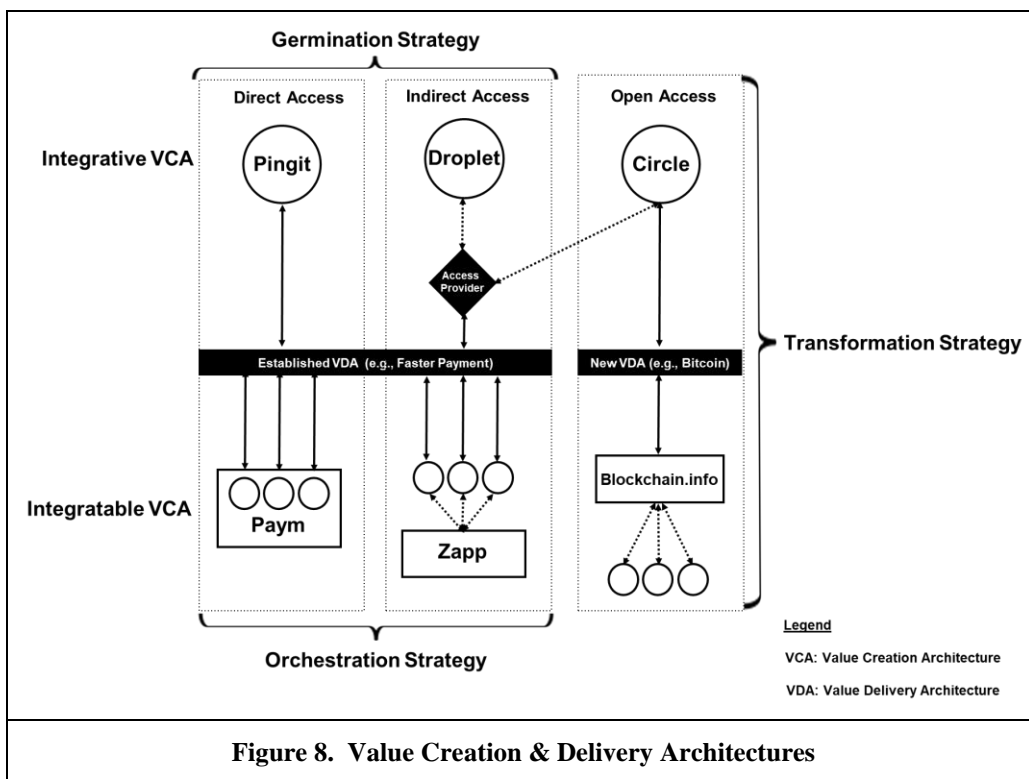 Germination Strategy
Direct Access
Indirect Access
Open Access
Integrative VCA
Pingit
Droplet
Circle
Access
Provider
Transformation Strategy
Established VDA (e.g., Faster Payment)
New VDA (e.g., Bitcoin)
Integratable VCA
Paym
Zapp
Blockchain.info
Orchestration Strategy
Legend
VCA: Value Creation Architecture
VDA: Value Delivery Architecture
Figure 8. Value Creation & Delivery Architectures